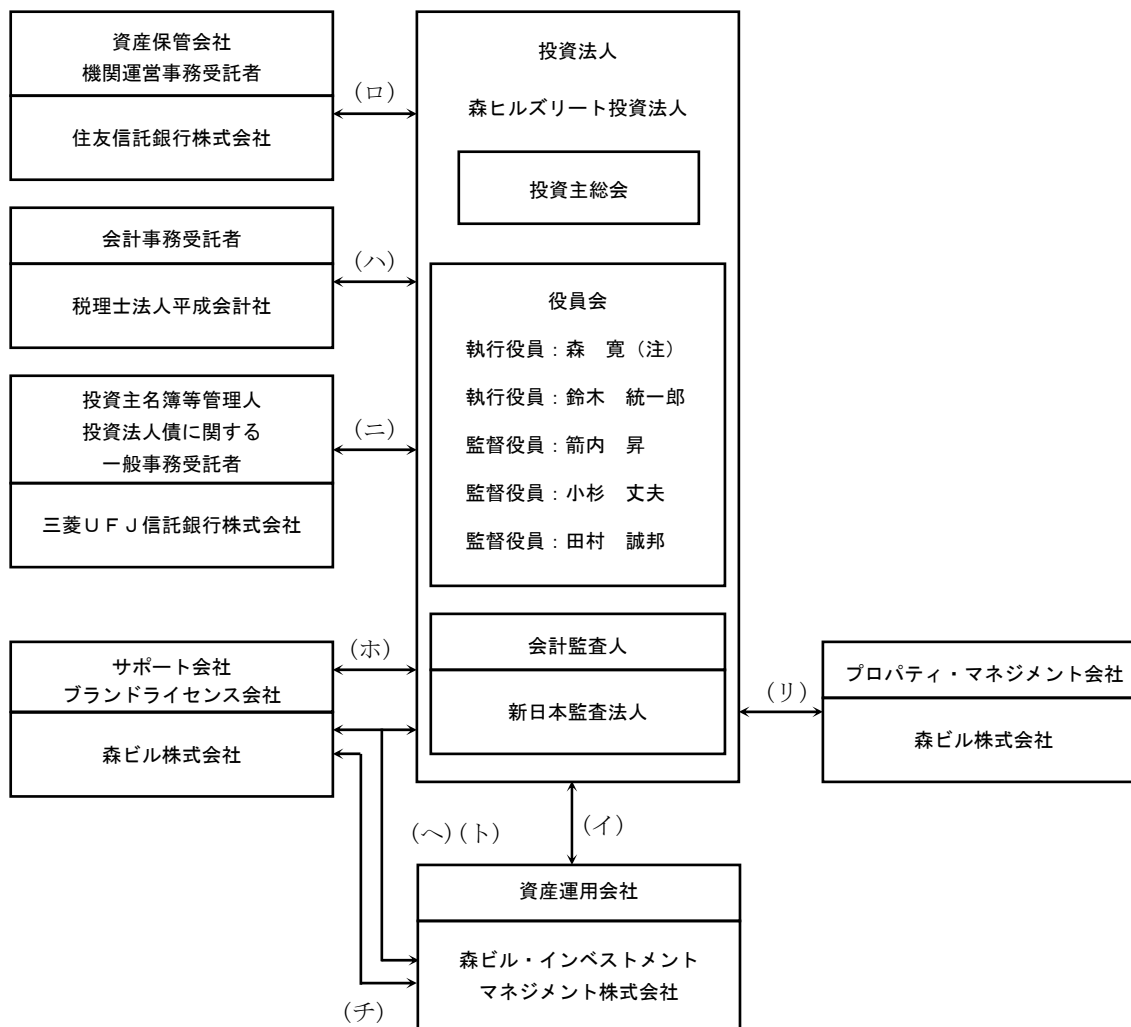 資産保管会社
機関運営事務受託者
住友信託銀行株式会社
(ロ)
会計事務受託者
税理士法人平成会計社
(ハ)
投資主名簿等管理人
投資法人債に関する
一般事務受託者
三菱UFJ信託銀行株式会社
(ニ)
サポート会社
ブランドライセンス会社
森ビル株式会社
(ホ)
(ヘ)(ト)
(チ)
投資法人
森ヒルズリート投資法人
投資主総会
役員会
執行役員:森 寛(注)
執行役員:鈴木 統一郎
監督役員:箭内 昇
監督役員:小杉 丈夫
監督役員:田村 誠邦
会計監査人
新日本監査法人
(イ)
資産運用会社
森ビル・インベストメント
マネジメント株式会社
(リ)
プロパティ・マネジメント会社
森ビル株式会社